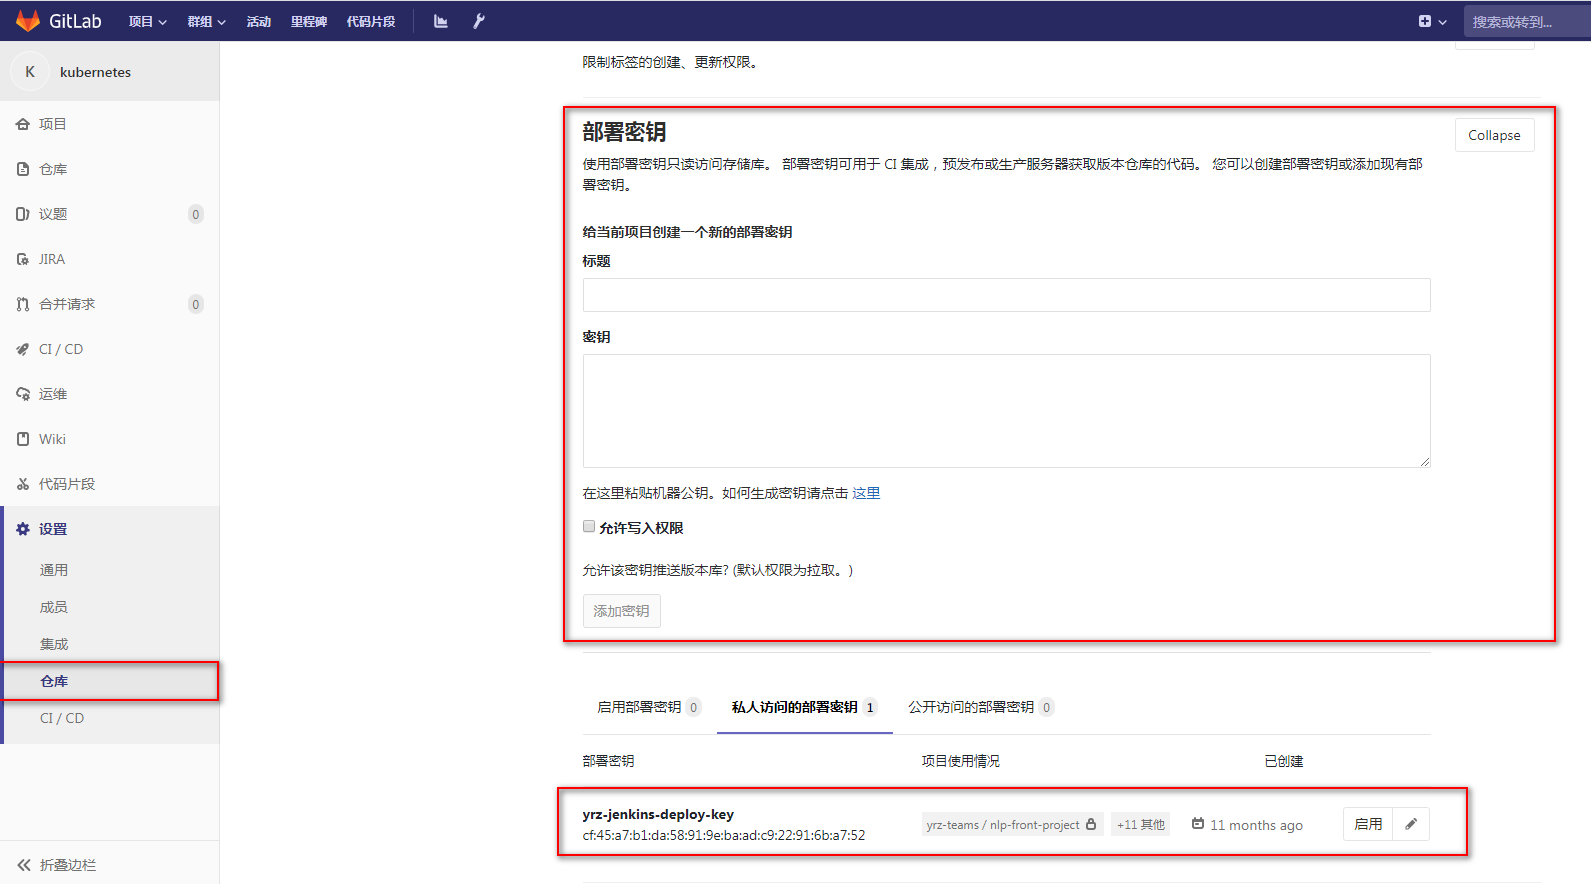 GitLab 项目 群组 活动 里程碑 代码片段 搜索或转到...
K kubernetes
项目
仓库
议题 0
JIRA
合并请求 0
CI / CD
运维
Wiki
代码片段
设置
通用
成员
集成
仓库
CI / CD
折叠边栏
限制标签的创建、更新权限。
部署密钥
Collapse
使用部署密钥只读访问存储库。 部署密钥可用于 CI 集成，预发布或生产服务器获取版本仓库的代码。 您可以创建部署密钥或添加现有部
署密钥。
给当前项目创建一个新的部署密钥
标题
密钥
在这里粘贴机器公钥。如何生成密钥请点击 这里
允许写入权限
允许该密钥推送版本库? (默认权限为拉取。)
添加密钥
启用部署密钥 0 私人访问的部署密钥 1 公开访问的部署密钥 0
部署密钥 项目使用情况 已创建
yrz-jenkins-deploy-key
cf:45:a7:b1:da:58:91:9e:ba:ad:c9:22:91:6b:a7:52
yrz-teams / nlp-front-project +11 其他 11 months ago 启用